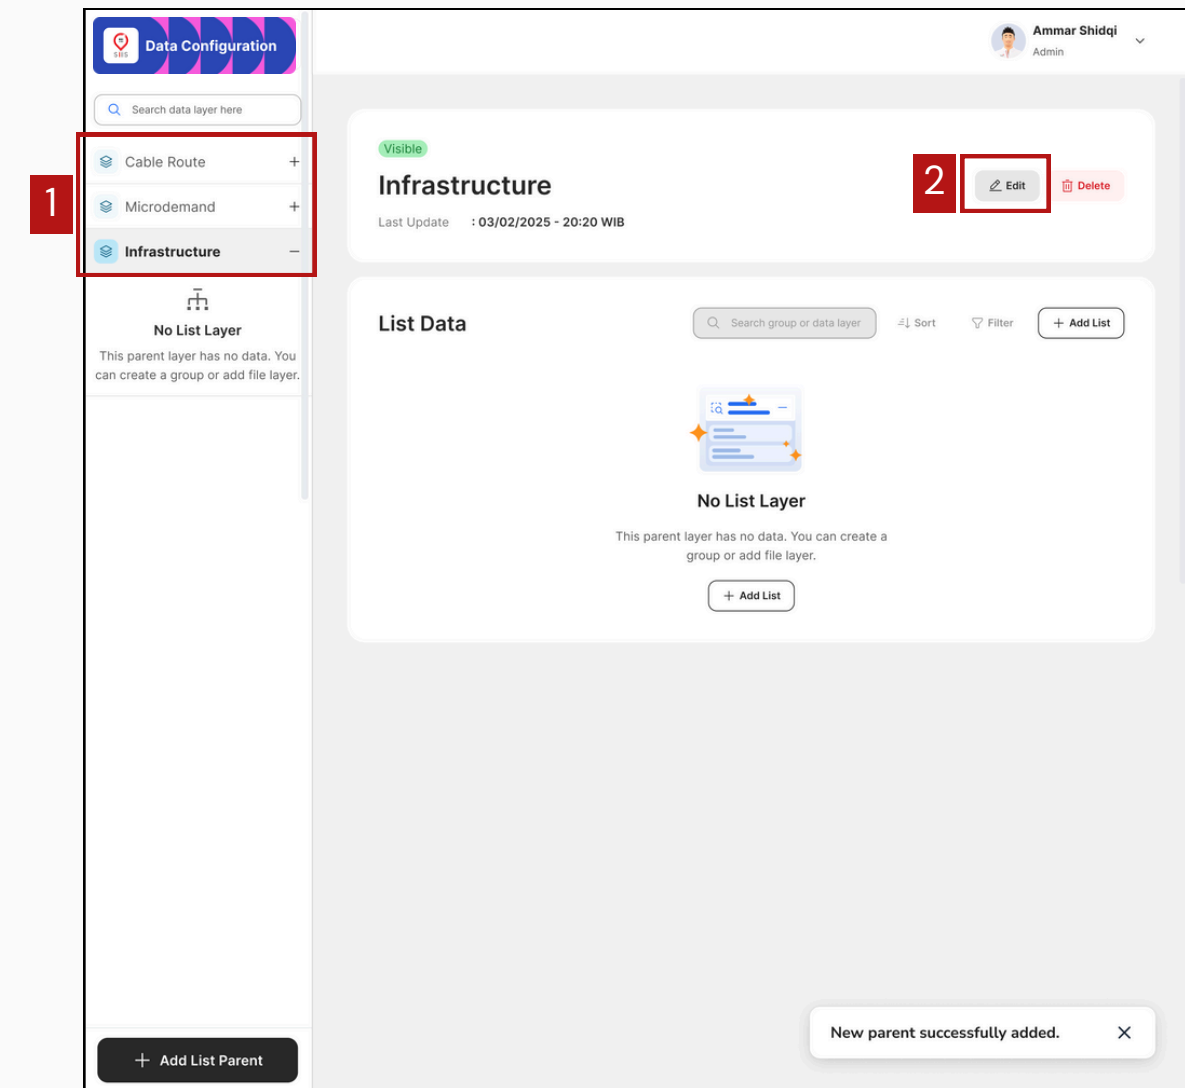 SIIS
Data Configuration
Ammar Shidqi
Admin
Search data layer here
1
Cable Route
Microdemand
Infrastructure
No List Layer
This parent layer has no data. You
can create a group or add file layer.
Add List Parent
Visible
Infrastructure
Last Update : 03/02/2025 - 20:20 WIB
2
Edit
Delete
List Data
Search group or data layer
Sort
Filter
+ Add List
No List Layer
This parent layer has no data. You can create a
group or add file layer.
+ Add List
New parent successfully added.